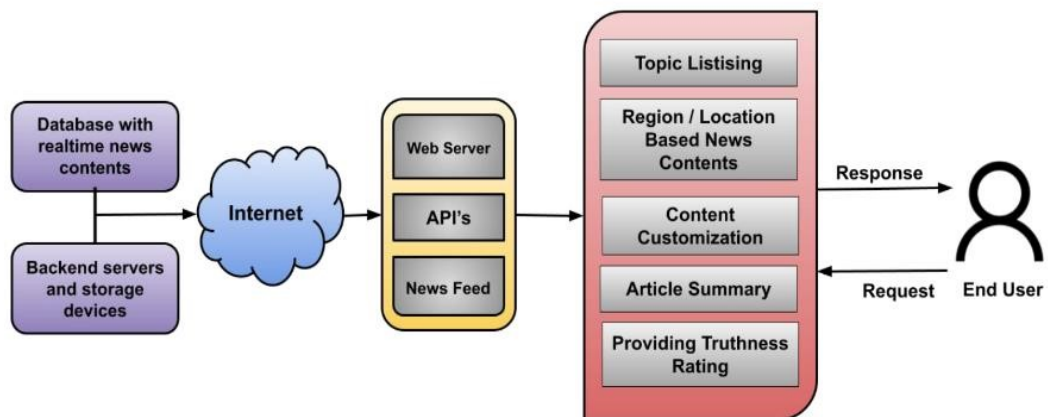 Database with
realtime news
contents
Backend servers
and storage
devices
Internet
Web Server
API's
News Feed
Topic Listising
Region / Location
Based News
Contents
Content
Customization
Article Summary
Providing Truthness
Rating
Response
Request
End User